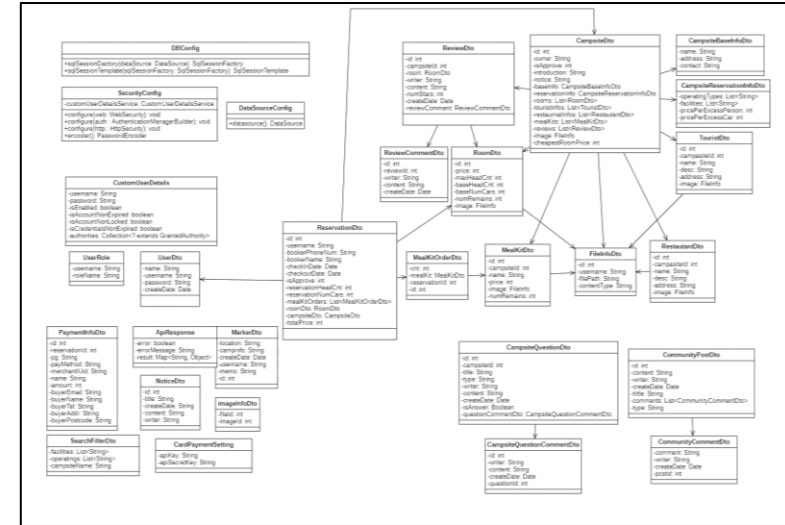 DBConfig
+sqlSessionDactory(dataSource: DataSource): SqlSessionFactory
+sqlSessionTemplate(sqlSessionFactory: SqlSessionFactory): SqlSessionTemplate
SecurityConfig
-customUserDetailsService: CustomUserDetailsService
+configure(web: WebSecurity): void
+configure(auth : AuthenticationManagerBuilder): void
+configure(http : HttpSecurity): void
+encoder(): PasswordEncoder
DataSourceConfig
+datasource(): DataSource
CustomUserDetails
-username: String
-password: String
-isEnabled: boolean
-isAccountNonExpired: boolean
-isAccountNonLocked: boolean
-isCredentialsNonExpired: boolean
-authorities: Collection<? extends GrantedAuthority>
UserRole
-username: String
-roleName: String
UserDto
-name: String
-username: String
-password: String
-createDate: Date
ReservationDto
-id: int
-username: String
-bookerPhoneNum: String
-bookerName: String
-checkInDate: Date
-checkoutDate: Date
-isApprove: int
-reservationHeadCnt: int
-reservationNumCars: int
-mealKitOrders: List<MealKitOrderDto>
-roomDto: RoomDto
-campsiteDto: CampsiteDto
-totalPrice: int
ReviewDto
-id: int
-campsiteId: int
-room: RoomDto
-writer: String
-content: String
-numStars: int
-createDate: Date
-reviewComment: ReviewCommentDto
ReviewCommentDto
-id: int
-reviewId: int
-writer: String
-content: String
-createDate: Date
RoomDto
-id: int
-price: int
-maxHeadCnt: int
-baseHeadCnt: int
-baseNumCars: int
-numRemains: int
-image: FileInfo
CampsiteDto
-id: int
-owner: String
-isApprove: int
-introduction: String
-notice: String
-baseInfo: CampsiteBaseInfoDto
-reservationInfo: CampsiteReservationInfoDto
-rooms: List<RoomDto>
-touristInfos: List<TouristDto>
-restaurnatInfos: List<RestaurantDto>
-mealKits: List<MealKitDto>
-reviews: List<ReviewDto>
-image: FileInfo
-cheapestRoomPrice: int
CampsiteBaseInfoDto
-name: String
-address: String
-contact: String
CampsiteReservationInfoDto
-operatingTypes: List<String>
-facilities: List<String>
-pricePerExcessPerson: int
-pricePerExcessCar: int
TouristDto
-id: int
-campsiteId: int
-name: String
-desc: String
-address: String
-image: FileInfo
MealKitOrderDto
-cnt: int
-mealKit: MealKitDto
-reservationId: int
-id: int
MealKitDto
-id: int
-campsiteId: int
-name: String
-price: int
-image: FileInfo
-numRemains: int
FileInfoDto
-id: int
-username: String
-filePath: String
-contentType: String
RestautantDto
-id: int
-campasiteId: int
-name: String
-desc: String
-address: String
-image: FileInfo
PaymentInfoDto
-id: int
-reservationId: int
-pg: String
-payMethod: String
-merchantUid: String
-name: String
-amount: int
-buyerEmail: String
-buyerName: String
-buyerTel: String
-buyerAddr: String
-buyerPostcode: String
ApiResponse
-error: boolean
-errorMessage: String
-result: Map<String, Object>
MarkerDto
-location: String
-campinfo: String
-createDate: Date
-username: String
-memo: String
-id: int
NoticeDto
-id: int
-title: String
-createDate: String
-content: String
-writer: String
imageInfoDto
-fileId: int
-imageId: int
SearchFilterDto
-facilities: List<String>
-operatings: List<String>
-campsiteName: String
CardPaymentSetting
-apiKey: String
-apiSecretKey: String
CampsiteQuestionDto
-id: int
-campsiteId: int
-title: String
-type: String
-writer: String
-content: String
-createDate: Date
-isAnswer: Boolean
-questionCommentDto: CampsiteQuestionCommentDto
CampsiteQuestionCommentDto
-id: int
-writer: String
-content: String
-createDate: Date
-questionId: int
CommunityPostDto
-id: int
-content: String
-writer: String
-createDate: Date
-title: String
-comments: List<CommunityCommentDto>
-type: String
CommunityCommentDto
-comment: String
-writer: String
-createDate: Date
-postId: int